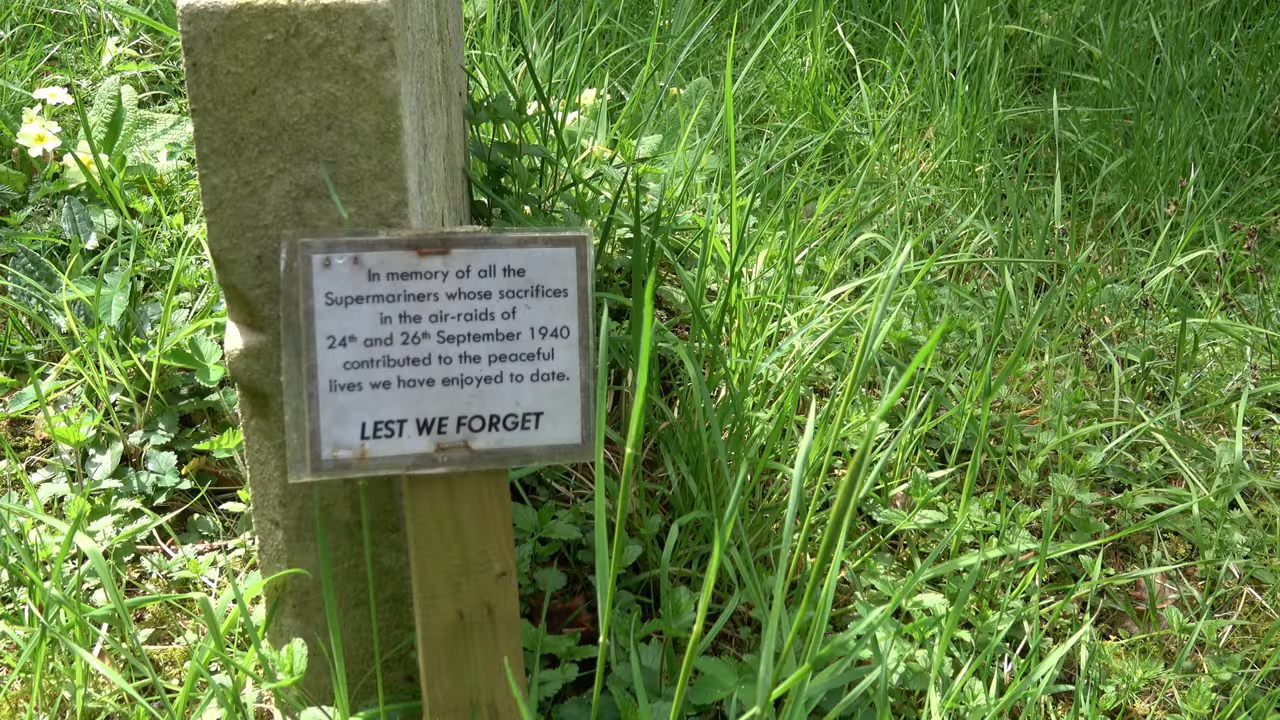 In memory of all the
Supermariners whose sacrifices
in the air-raids of
24th and 26th September 1940
contributed to the peaceful
lives we have enjoyed to date.
LEST WE FORGET